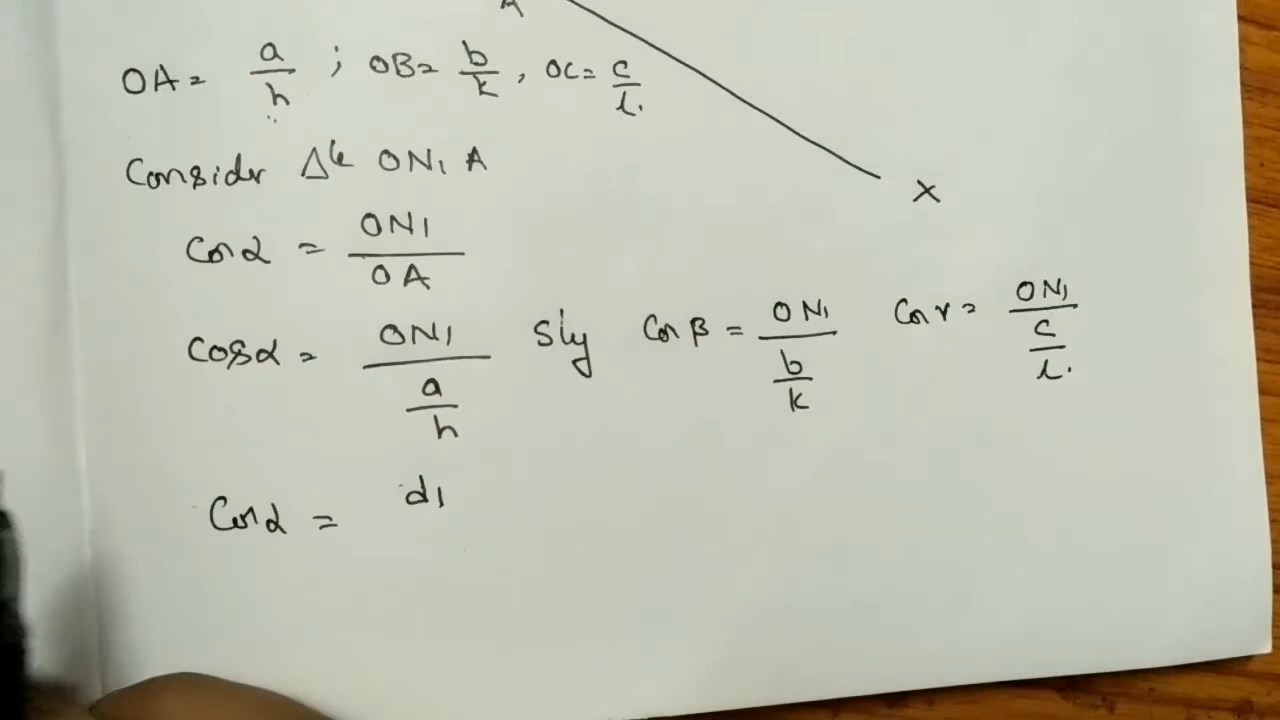 A
OA = a/h ; OB = b/k , OC = c/l.
X
Consider Δle ON1 A
Cos α = ON1/OA
Cos α = ON1/(a/h) Sly Cos β = ON1/(b/k) Cos γ = ON1/(c/l.)
Cos α = d1